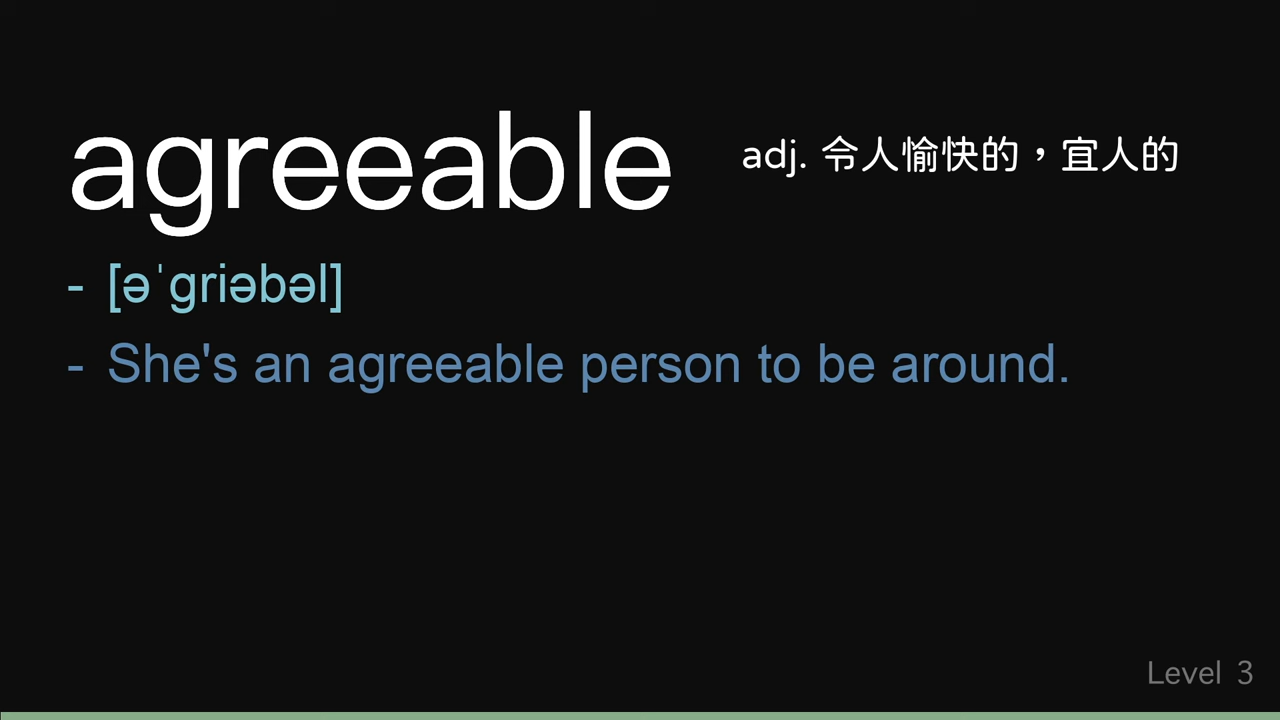 agreeable adj. 令人愉快的，宜人的
- [əˈgriəbəl]
- She's an agreeable person to be around.
Level 3